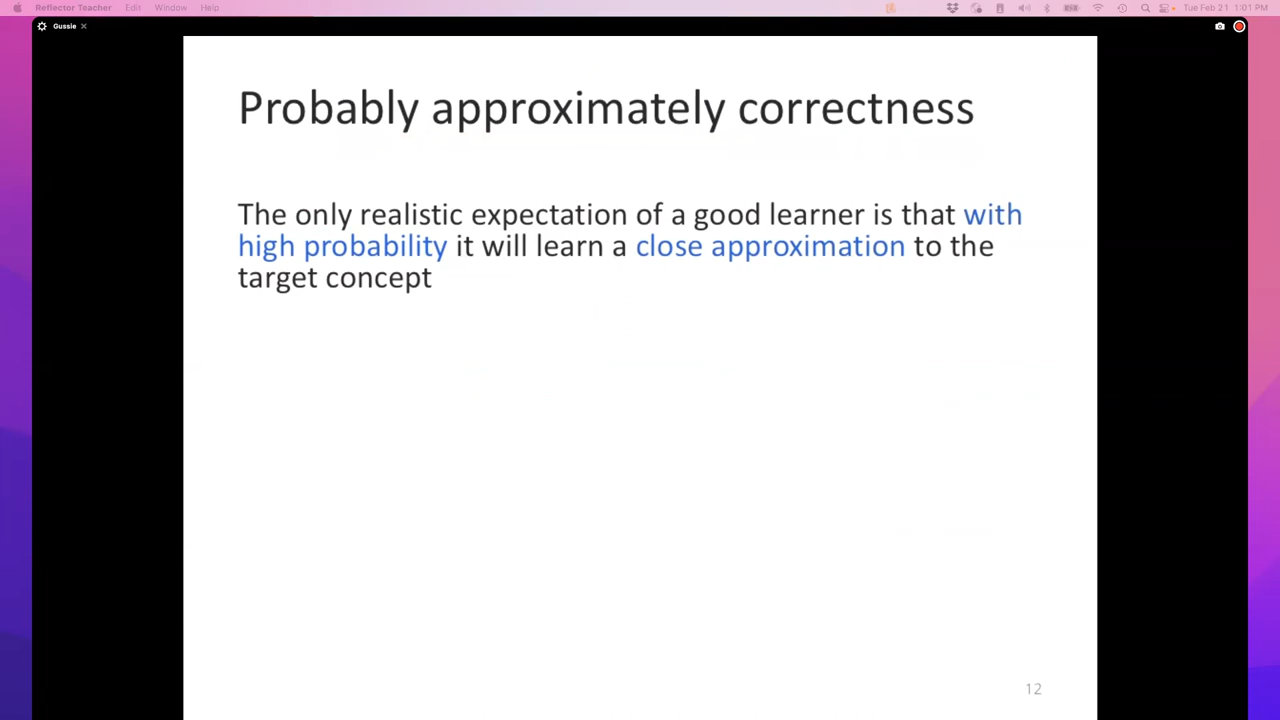 Reflector Teacher Edit Window Help Tue Feb 21 1:01 PM
Gussie
Probably approximately correctness
The only realistic expectation of a good learner is that with
high probability it will learn a close approximation to the
target concept
12